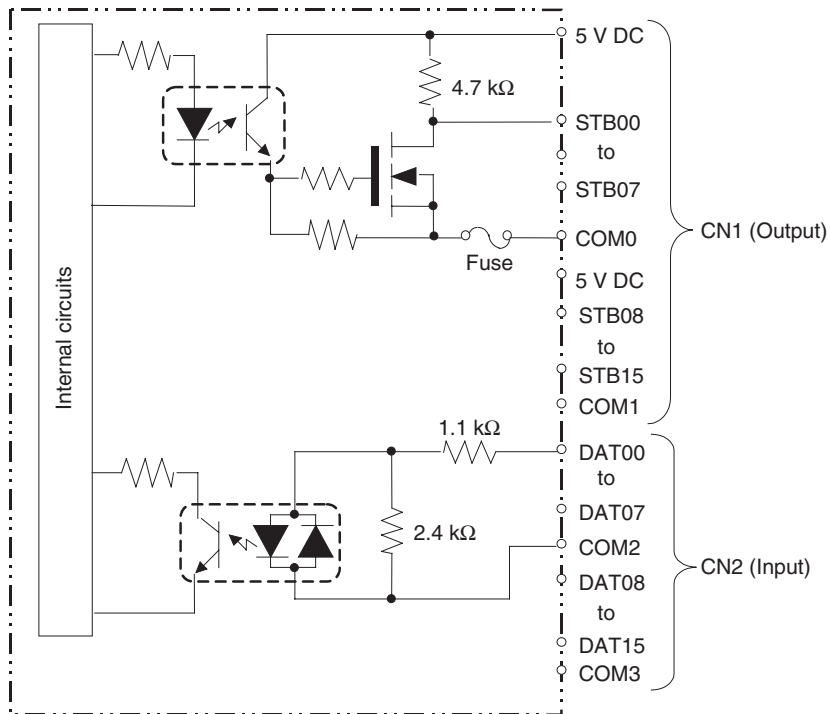 5 V DC
4.7 kΩ
STB00
to
STB07
COM0
Fuse
CN1 (Output)
5 V DC
STB08
to
STB15
COM1
Internal circuits
1.1 kΩ
DAT00
to
DAT07
2.4 kΩ
COM2
CN2 (Input)
DAT08
to
DAT15
COM3